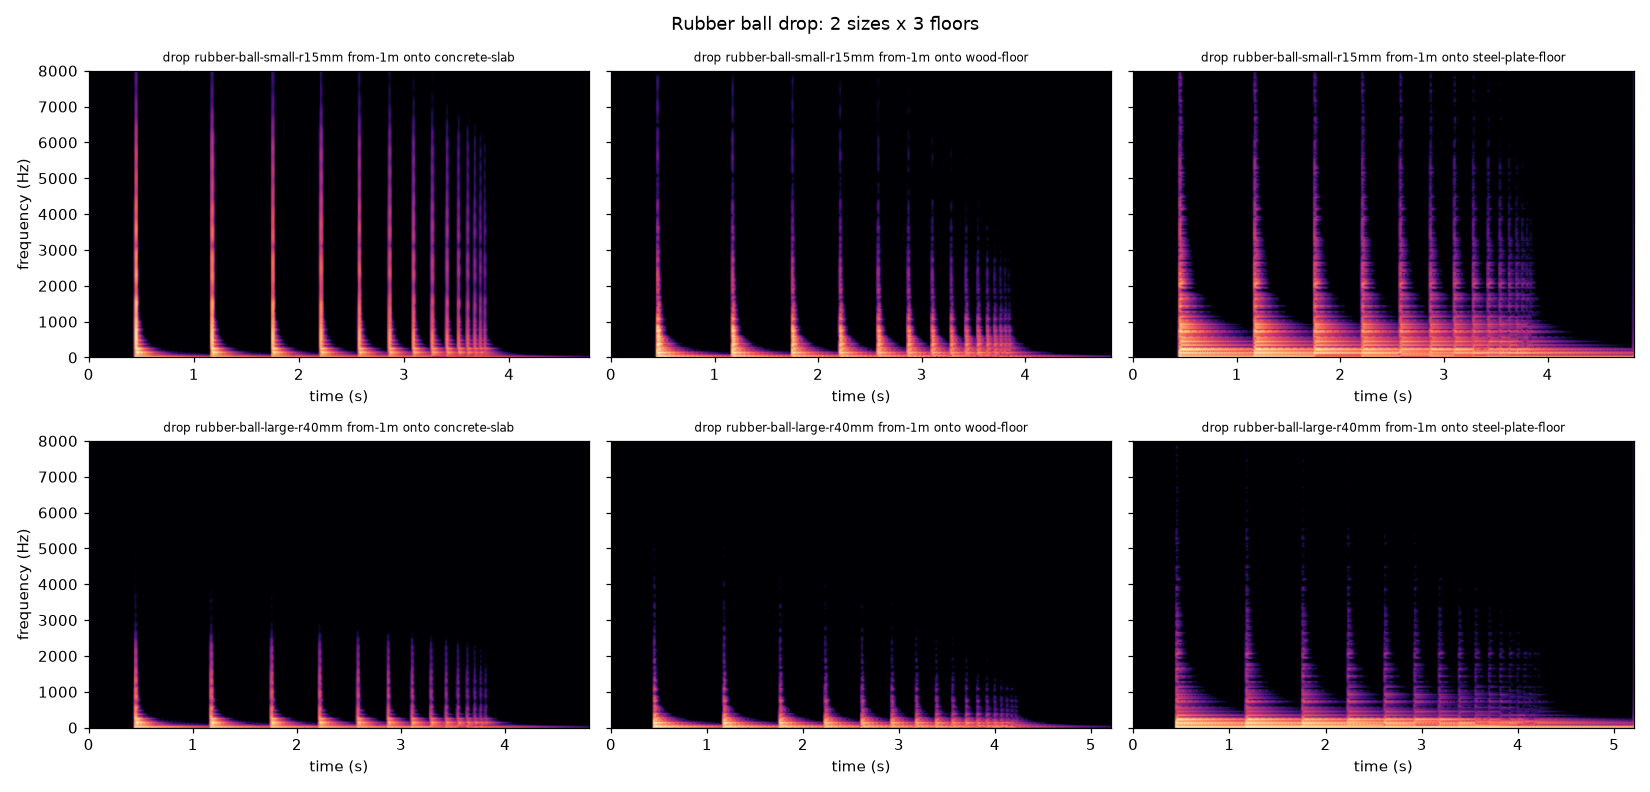 Rubber ball drop: 2 sizes x 3 floors
drop rubber-ball-small-r15mm from-1m onto concrete-slab
drop rubber-ball-small-r15mm from-1m onto wood-floor
drop rubber-ball-small-r15mm from-1m onto steel-plate-floor
frequency (Hz)
8000
7000
6000
5000
4000
3000
2000
1000
0
0 1 2 3 4
0 1 2 3 4
0 1 2 3 4
time (s)
time (s)
time (s)
drop rubber-ball-large-r40mm from-1m onto concrete-slab
drop rubber-ball-large-r40mm from-1m onto wood-floor
drop rubber-ball-large-r40mm from-1m onto steel-plate-floor
frequency (Hz)
8000
7000
6000
5000
4000
3000
2000
1000
0
0 1 2 3 4
0 1 2 3 4 5
0 1 2 3 4 5
time (s)
time (s)
time (s)